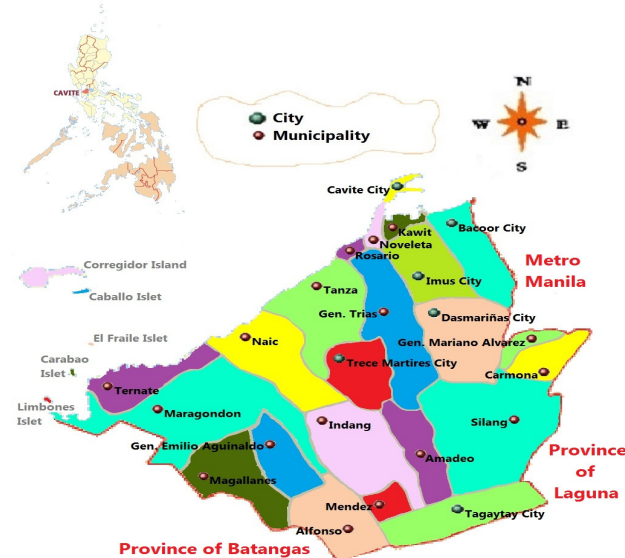 CAVITE
City
Municipality
N
W
E
S
Cavite City
Kawit
Bacoor City
Noveleta
Rosario
Metro
Manila
Corregidor Island
Imus City
Tanza
Caballo Islet
Gen. Trias
Dasmariñas City
El Fraile Islet
Naic
Gen. Mariano Alvarez
Carabao
Islet
Trece Martires City
Carmona
Ternate
Limbones
Islet
Maragondon
Indang
Silang
Gen. Emilio Aguinaldo
Amadeo
Province
of
Laguna
Magallanes
Mendez
Tagaytay City
Alfonso
Province of Batangas